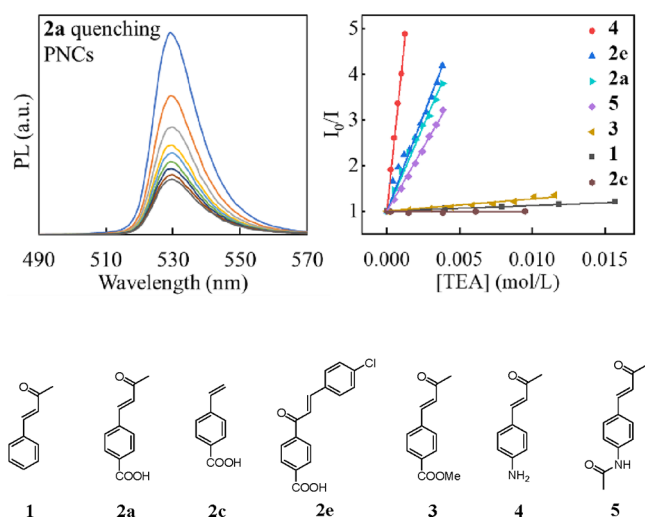 2a quenching
PNCs
PL (a.u.)
490 510 530 550 570
Wavelength (nm)
I0/I
5
4
3
2
1
4
2e
2a
5
3
1
2c
0.000 0.005 0.010 0.015
[TEA] (mol/L)
O
O
O
Cl
O
O
O
COOH
COOH
COOH
COOMe
NH2
O
NH
1 2a 2c 2e 3 4 5